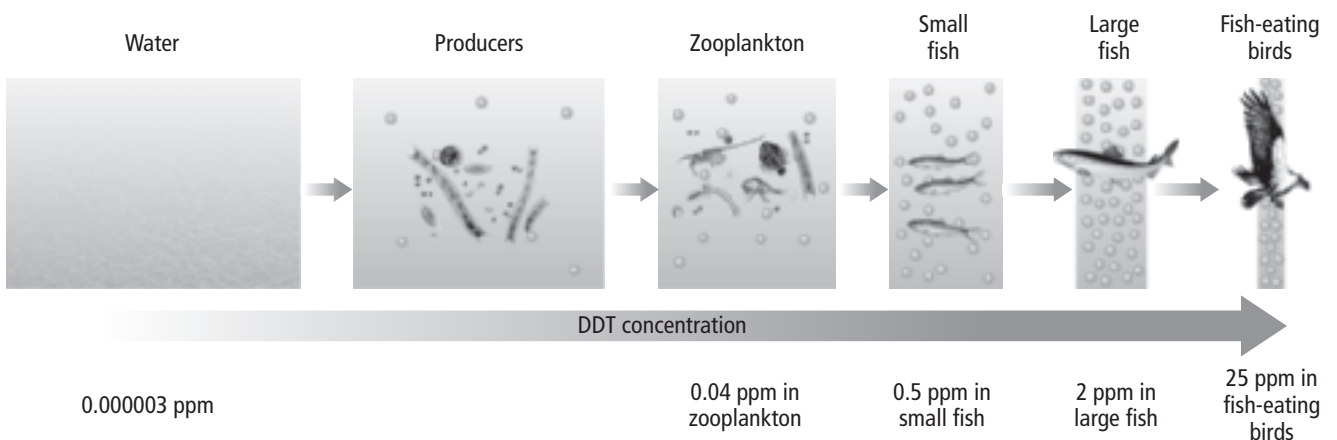 Water
Producers
Zooplankton
Small
fish
Large
fish
Fish-eating
birds
DDT concentration
0.000003 ppm
0.04 ppm in
zooplankton
0.5 ppm in
small fish
2 ppm in
large fish
25 ppm in
fish-eating
birds